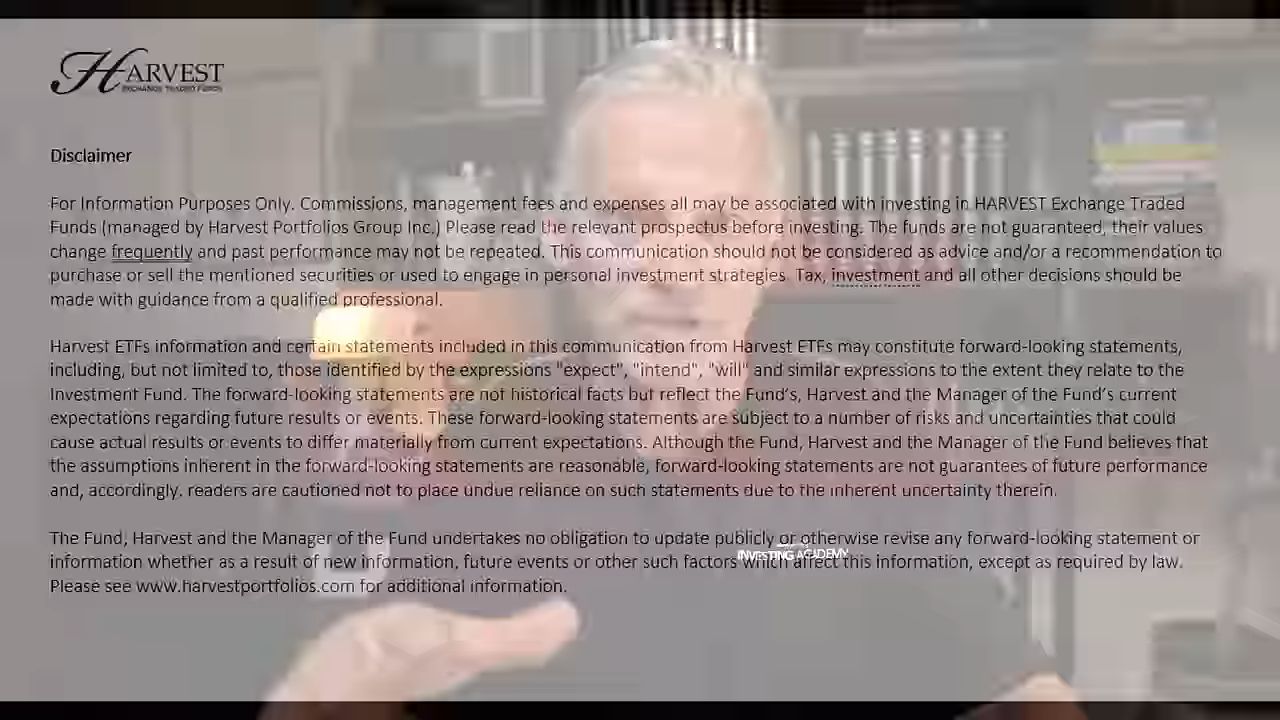 HARVEST
EXCHANGE TRADED FUNDS
Disclaimer
For Information Purposes Only. Commissions, management fees and expenses all may be associated with investing in HARVEST Exchange Traded
Funds (managed by Harvest Portfolios Group Inc.) Please read the relevant prospectus before investing. The funds are not guaranteed, their values
change frequently and past performance may not be repeated. This communication should not be considered as advice and/or a recommendation to
purchase or sell the mentioned securities or used to engage in personal investment strategies. Tax, investment and all other decisions should be
made with guidance from a qualified professional.
Harvest ETFs information and certain statements included in this communication from Harvest ETFs may constitute forward-looking statements,
including, but not limited to, those identified by the expressions "expect", "intend", "will" and similar expressions to the extent they relate to the
Investment Fund. The forward-looking statements are not historical facts but reflect the Fund's, Harvest and the Manager of the Fund's current
expectations regarding future results or events. These forward-looking statements are subject to a number of risks and uncertainties that could
cause actual results or events to differ materially from current expectations. Although the Fund, Harvest and the Manager of the Fund believes that
the assumptions inherent in the forward-looking statements are reasonable, forward-looking statements are not guarantees of future performance
and, accordingly, readers are cautioned not to place undue reliance on such statements due to the inherent uncertainty therein.
The Fund, Harvest and the Manager of the Fund undertakes no obligation to update publicly or otherwise revise any forward-looking statement or
INVESTING ACADEMY
information whether as a result of new information, future events or other such factors which affect this information, except as required by law.
Please see www.harvestportfolios.com for additional information.